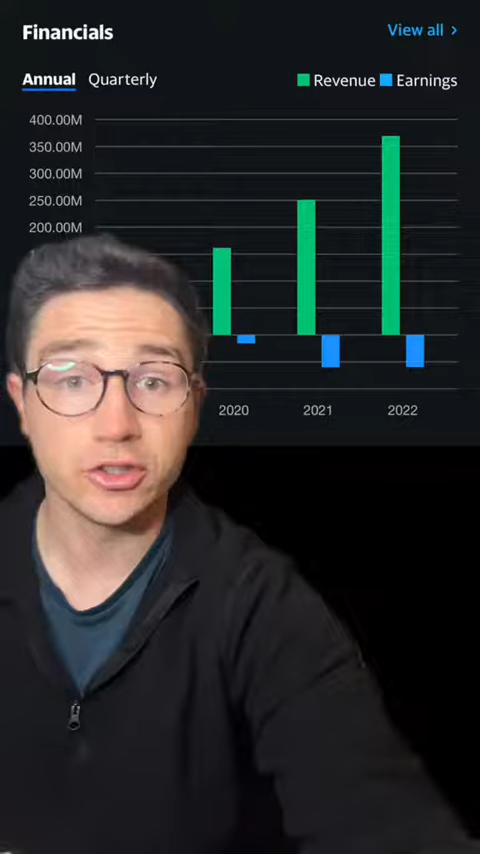 Financials
View all >
Annual Quarterly Revenue Earnings
400.00M
350.00M
300.00M
250.00M
200.00M
2020 2021 2022